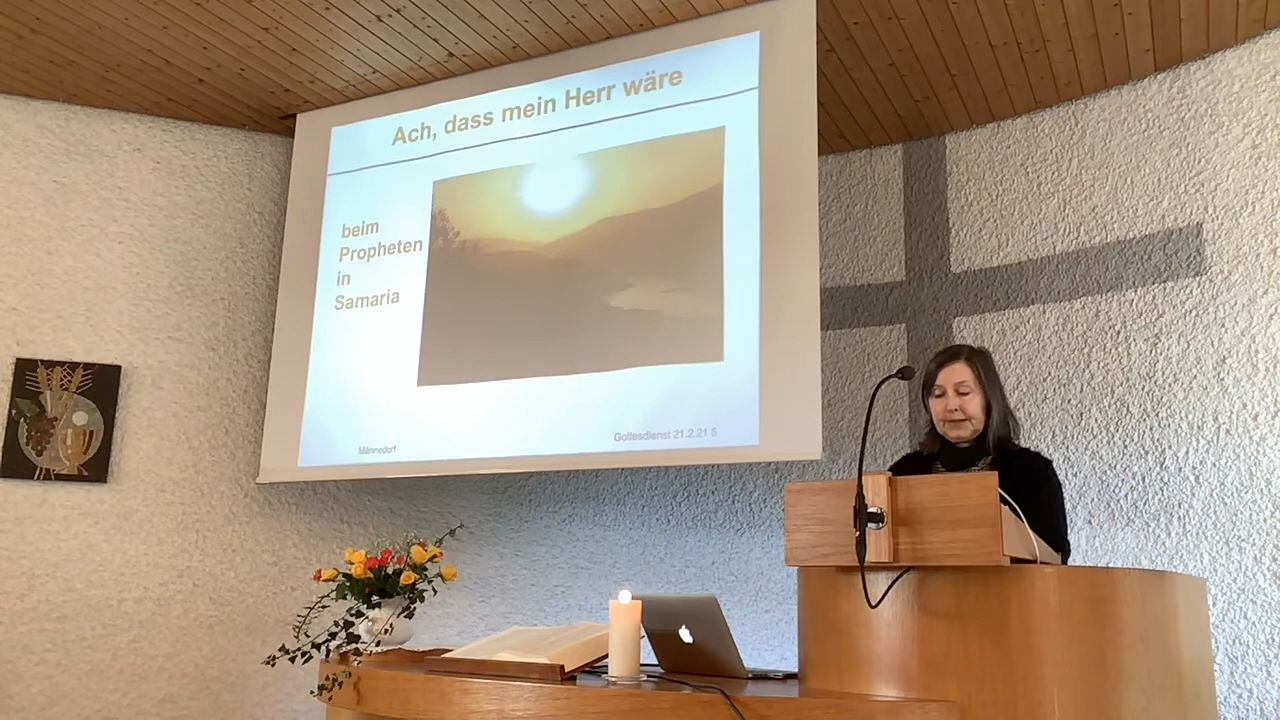 Ach, dass mein Herr wäre
beim
Propheten
in
Samaria
Männedorf
Gottesdienst 21.2.21 5